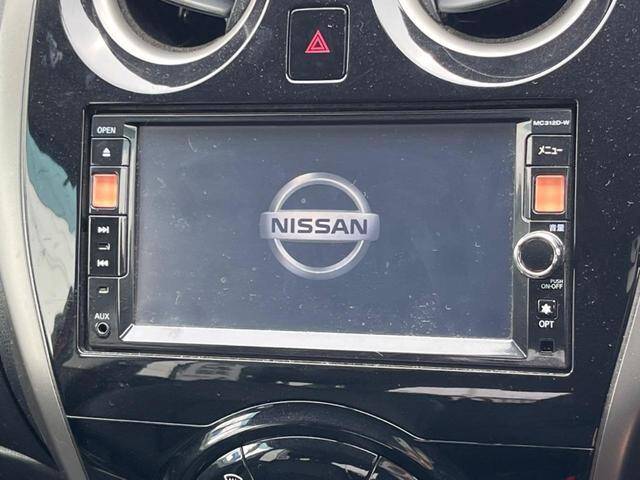 OPEN
MC312D-W
メニュー
NISSAN
音量
PUSH
ON-OFF
AUX
OPT